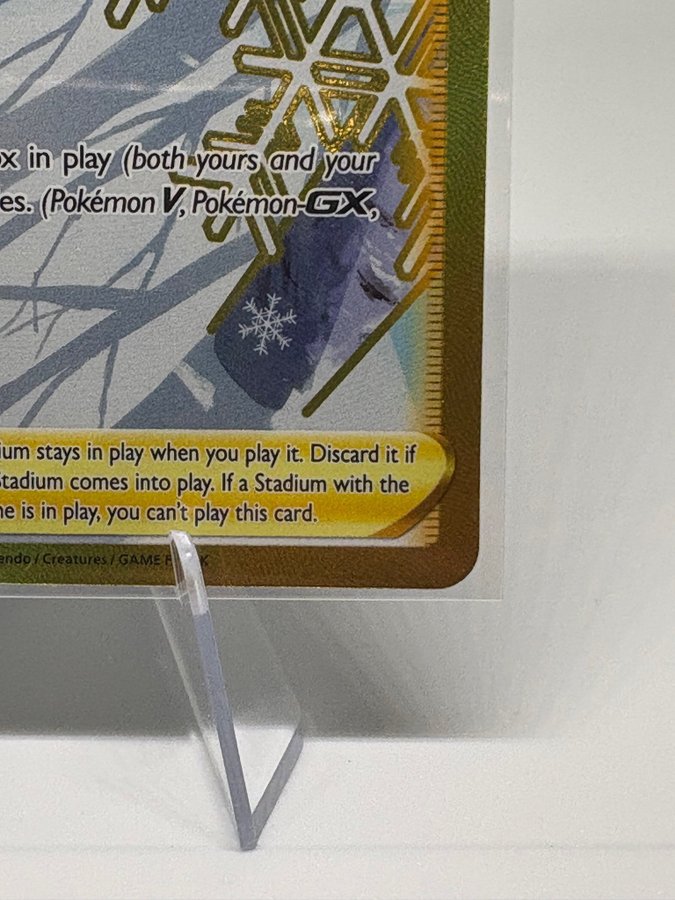 x in play (both yours and your
es. (Pokémon V, Pokémon-GX,
ium stays in play when you play it. Discard it if
Stadium comes into play. If a Stadium with the
e is in play, you can't play this card.
endo / Creatures / GAME